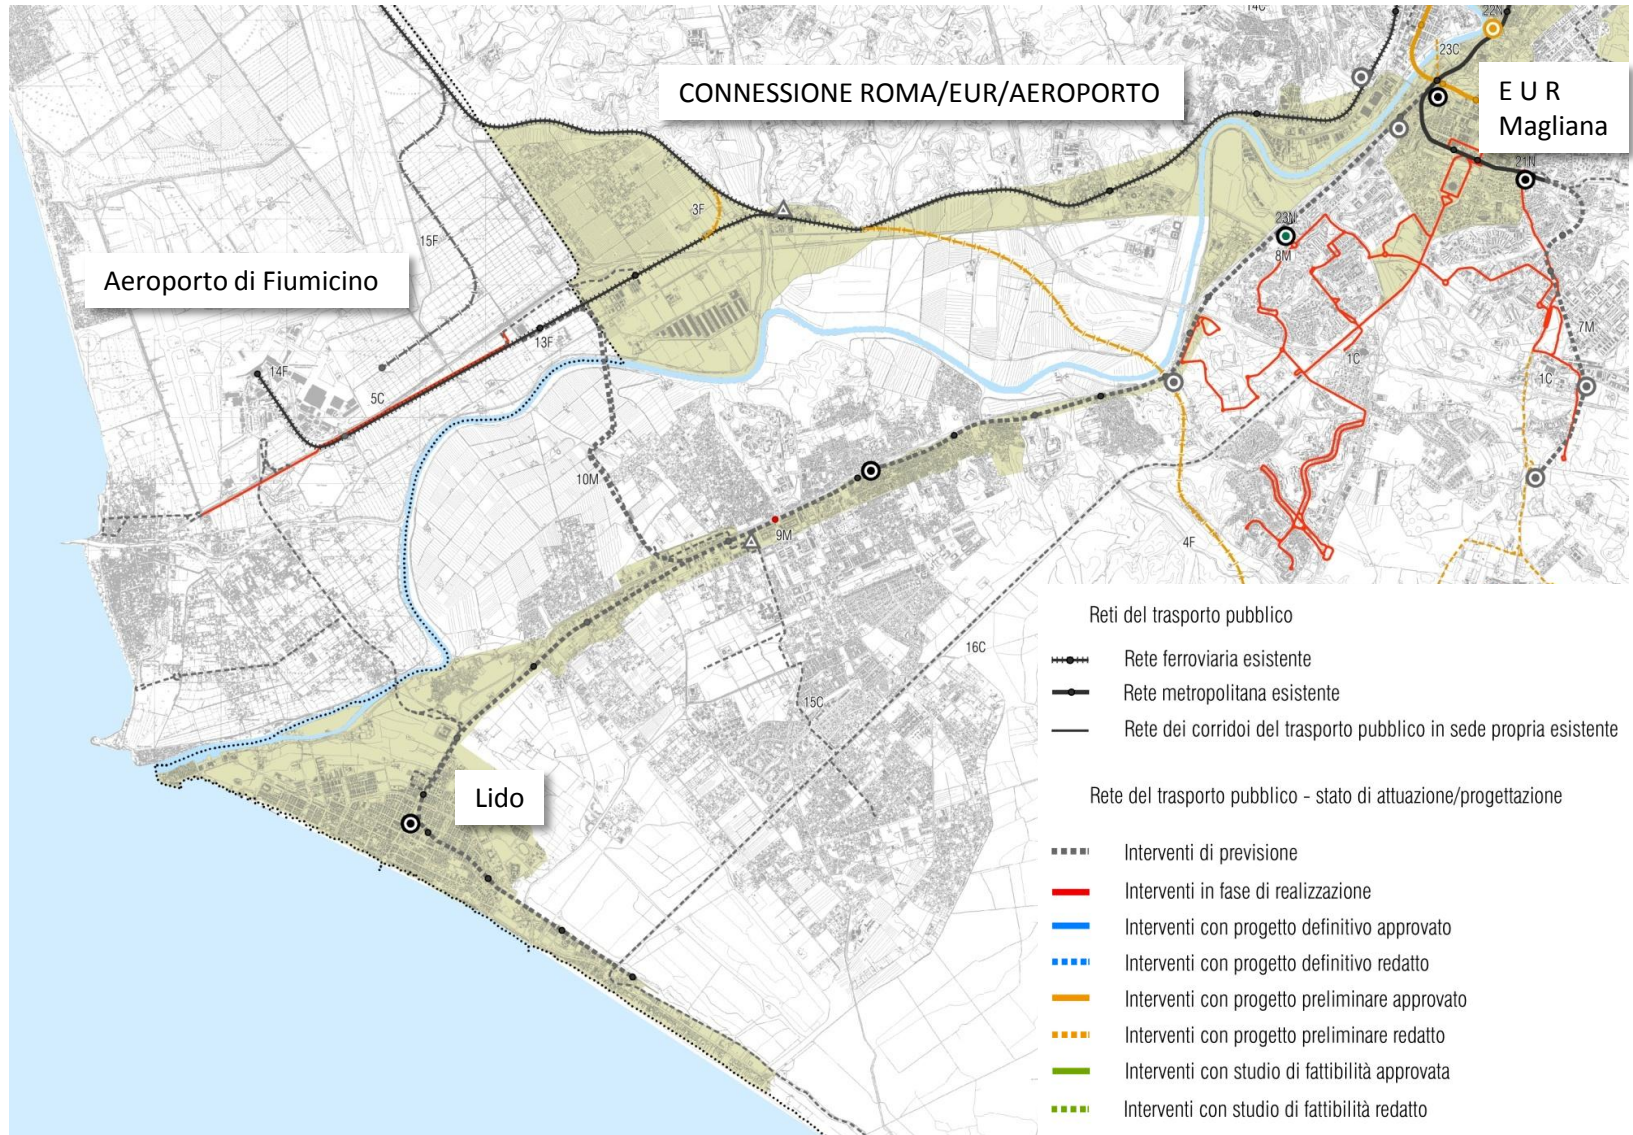 22N
14C
23C
CONNESSIONE ROMA/EUR/AEROPORTO
E U R
Magliana
21N
3F
23N
8M
15F
Aeroporto di Fiumicino
13F
7M
14F
5C
1C
1C
10M
9M
4F
16C
15C
Lido
Reti del trasporto pubblico
Rete ferroviaria esistente
Rete metropolitana esistente
Rete dei corridoi del trasporto pubblico in sede propria esistente
Rete del trasporto pubblico - stato di attuazione/progettazione
Interventi di previsione
Interventi in fase di realizzazione
Interventi con progetto definitivo approvato
Interventi con progetto definitivo redatto
Interventi con progetto preliminare approvato
Interventi con progetto preliminare redatto
Interventi con studio di fattibilità approvata
Interventi con studio di fattibilità redatto